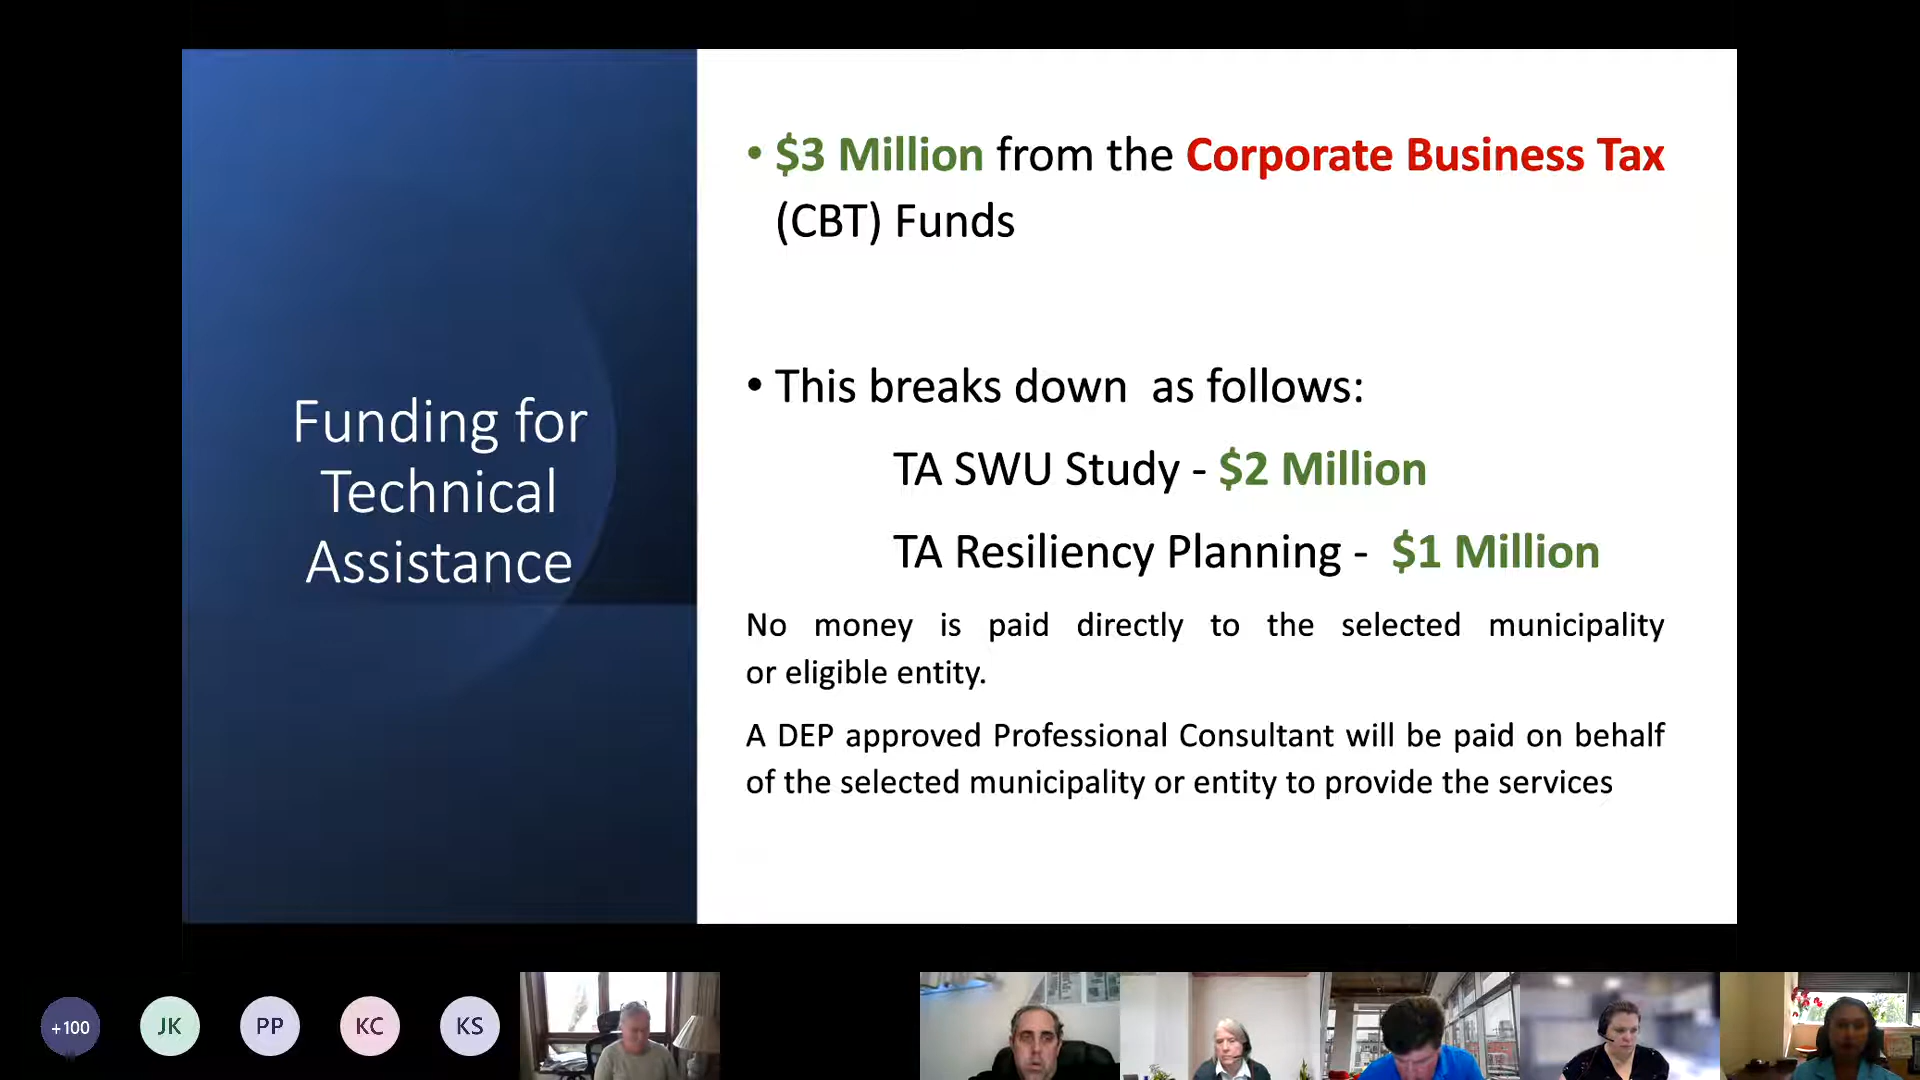 Funding for
Technical
Assistance
• $3 Million from the Corporate Business Tax
(CBT) Funds
• This breaks down  as follows:
TA SWU Study - $2 Million
TA Resiliency Planning -  $1 Million
No money is paid directly to the selected municipality
or eligible entity.
A DEP approved Professional Consultant will be paid on behalf
of the selected municipality or entity to provide the services
+100
JK
PP
KC
KS